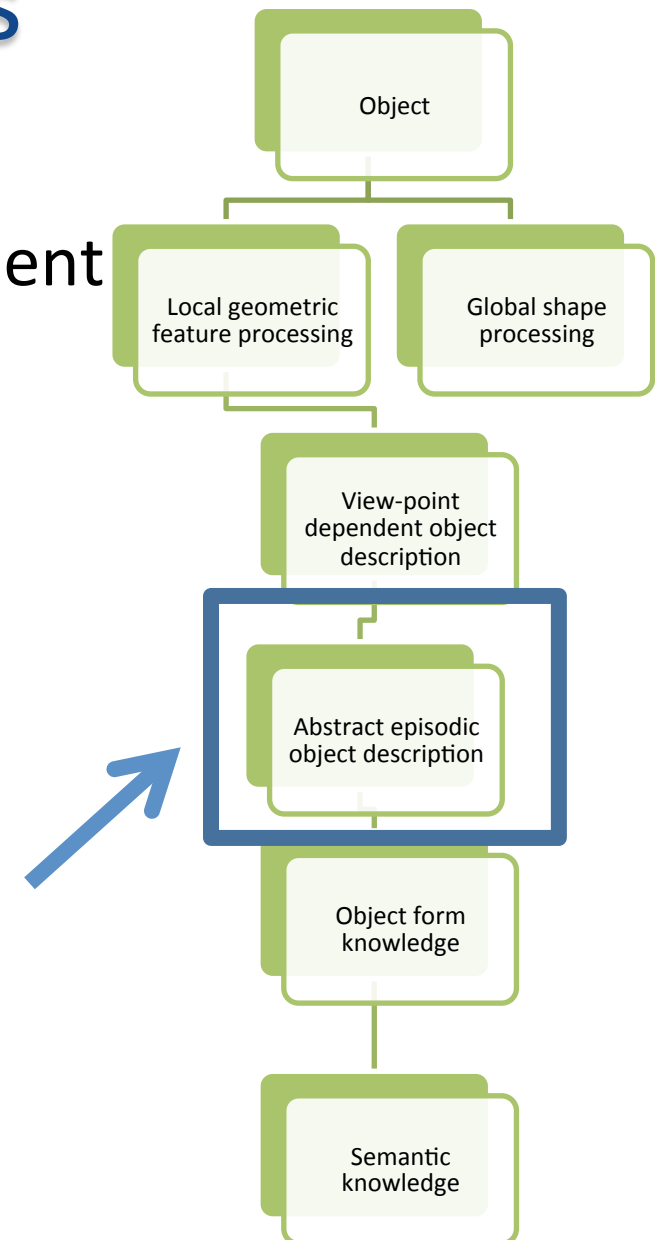 s
Object
ent
Local geometric
feature processing
Global shape
processing
View-point
dependent object
description
Abstract episodic
object description
Object form
knowledge
Semantic
knowledge